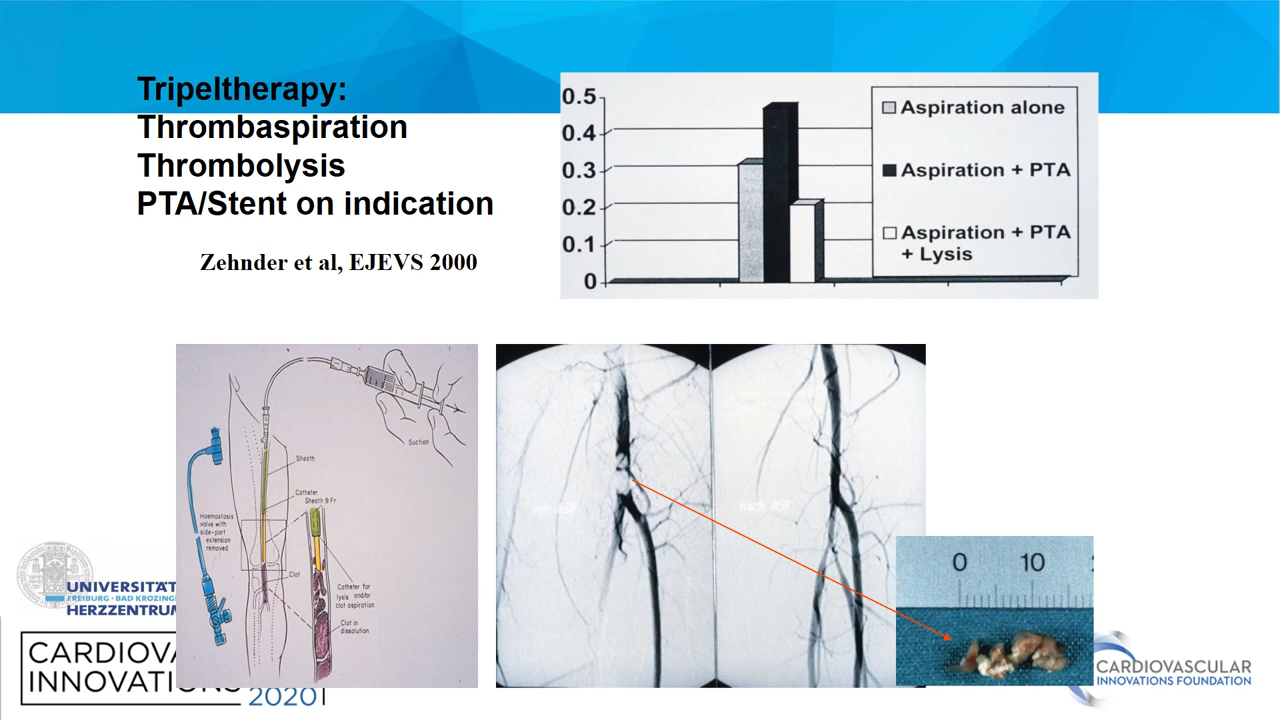 Tripeltherapy:
Thrombaspiration
Thrombolysis
PTA/Stent on indication
Zehnder et al, EJEVS 2000
0.5
0.4
0.3
0.2
0.1
0
Aspiration alone
Aspiration + PTA
Aspiration + PTA
+ Lysis
Suction
Sheath
Catheter
Sheath 9 Fr
Haemostasis
valve with
side-part
extension
removed
Clot
Catheter for
lysis and/or
clot aspiration
Clot in
dissolution
vor ASP
nach ASP
0 10
UNIVERSITÄT
FREIBURG · BAD KROZING
HERZZENTRUM
CARDIOVA
INNOVATIONS
2020
CARDIOVASCULAR
INNOVATIONS FOUNDATION